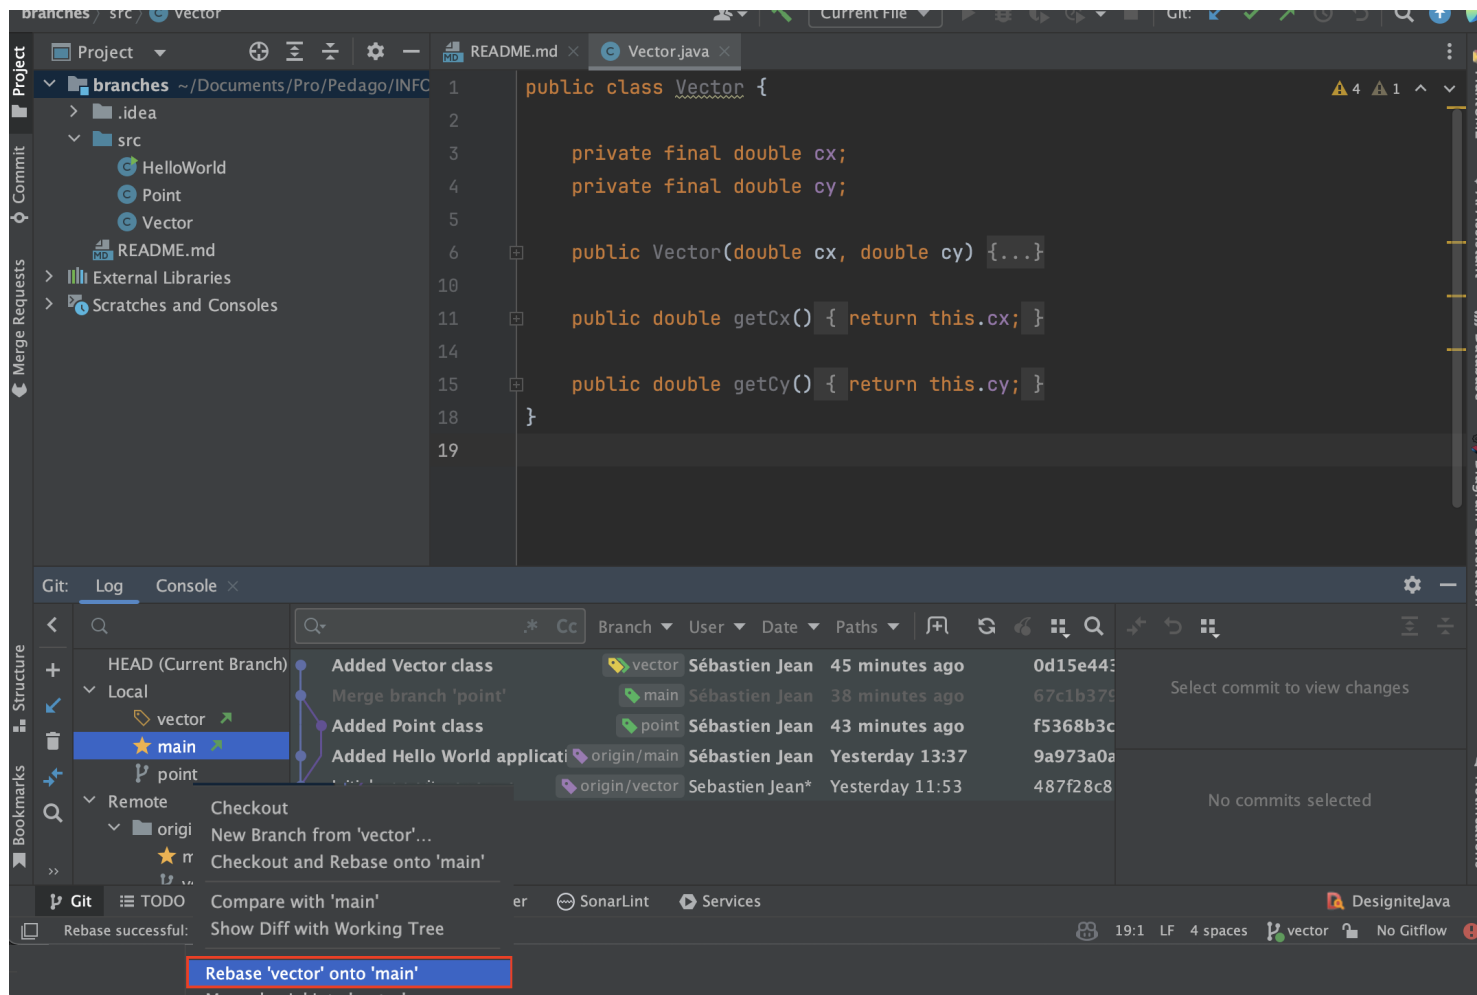 branches src Vector
Current File
Git:
Project
Commit
Merge Requests
Structure
Bookmarks
Project
branches ~/Documents/Pro/Pedago/INFO
.idea
src
HelloWorld
Point
Vector
README.md
External Libraries
Scratches and Consoles
README.md
Vector.java
4 1
1 public class Vector {
2
3 private final double cx;
4 private final double cy;
5
6 public Vector(double cx, double cy) {...}
10
11 public double getCx() { return this.cx; }
14
15 public double getCy() { return this.cy; }
18 }
19
Git: Log Console
.* Cc Branch User Date Paths
HEAD (Current Branch)
Local
vector
main
point
Remote
origi
Added Vector class vector Sébastien Jean 45 minutes ago 0d15e443
Merge branch 'point' main Sébastien Jean 38 minutes ago 67c1b379
Added Point class point Sébastien Jean 43 minutes ago f5368b3c
Added Hello World applicati origin/main Sébastien Jean Yesterday 13:37 9a973a0a
origin/vector Sebastien Jean* Yesterday 11:53 487f28c8
Select commit to view changes
No commits selected
Checkout
New Branch from 'vector'…
Checkout and Rebase onto 'main'
Compare with 'main'
Show Diff with Working Tree
Rebase 'vector' onto 'main'
Git TODO er SonarLint Services DesigniteJava
Rebase successful: 19:1 LF 4 spaces vector No Gitflow